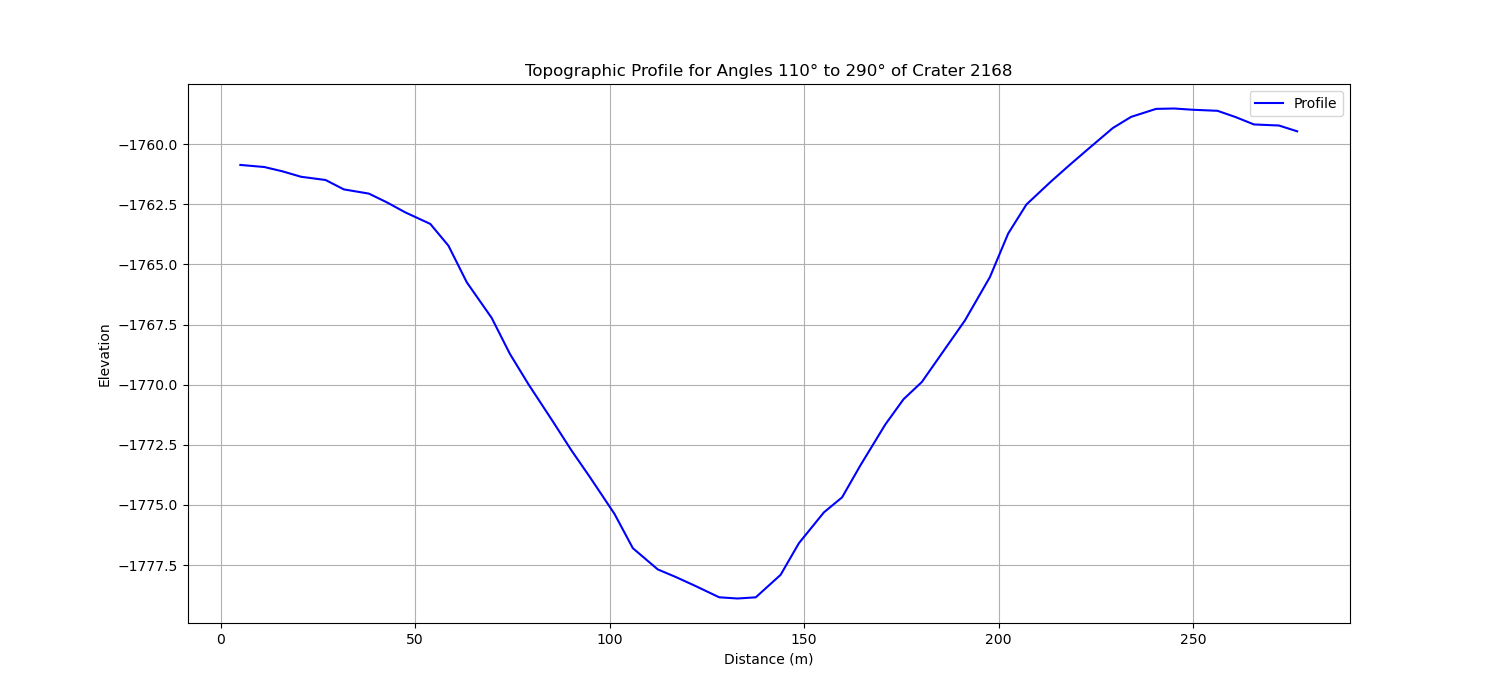 Topographic Profile for Angles 110° to 290° of Crater 2168
Profile
−1760.0
−1762.5
−1765.0
−1767.5
−1770.0
−1772.5
−1775.0
−1777.5
Elevation
0 50 100 150 200 250
Distance (m)